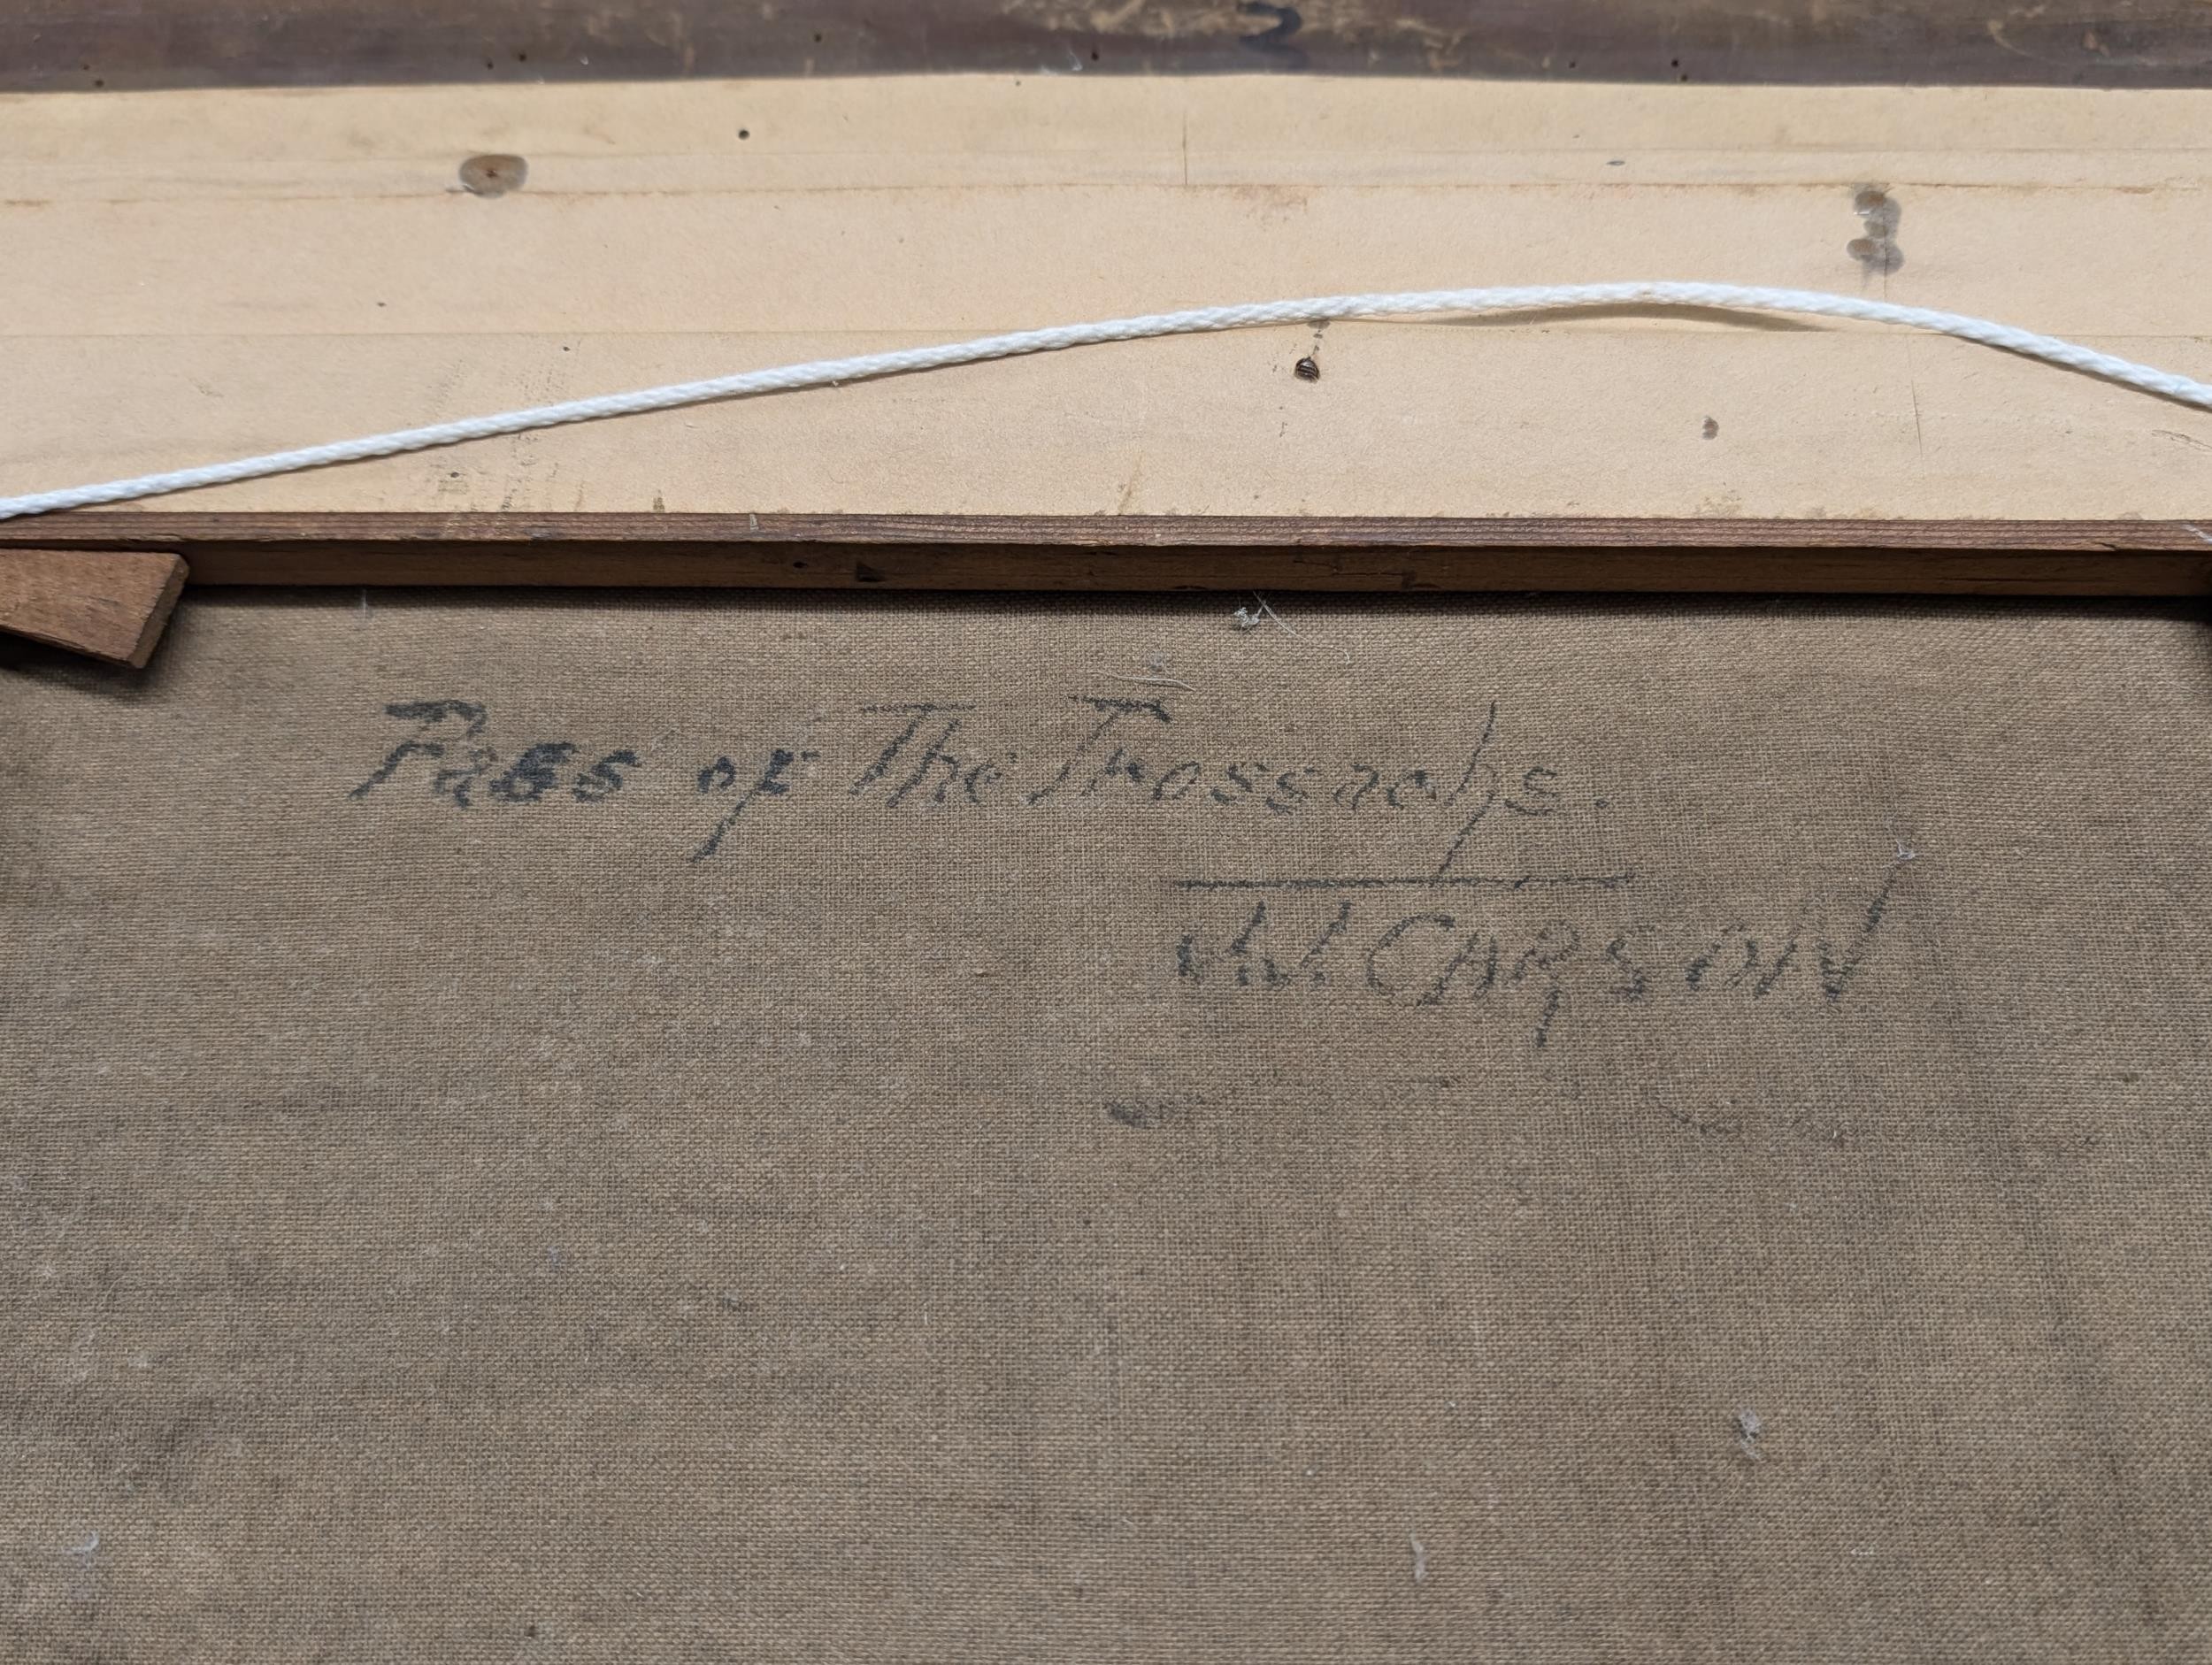 Pass of The Trossachs.
CARSON